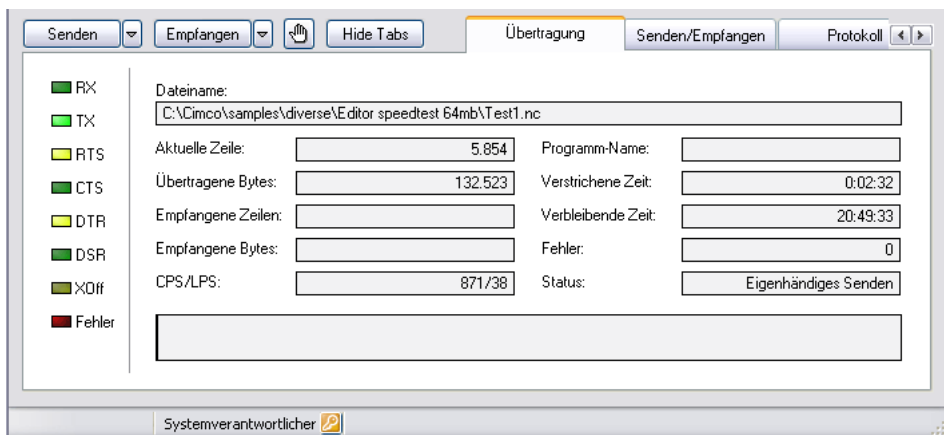 Senden Empfangen Hide Tabs Übertragung Senden/Empfangen Protokoll
RX
TX
RTS
CTS
DTR
DSR
XOff
Fehler
Dateiname:
C:\Cimco\samples\diverse\Editor speedtest 64mb\Test1.nc
Aktuelle Zeile: 5.854 Programm-Name:
Übertragene Bytes: 132.523 Verstrichene Zeit: 0:02:32
Empfangene Zeilen: Verbleibende Zeit: 20:49:33
Empfangene Bytes: Fehler: 0
CPS/LPS: 871/38 Status: Eigenhändiges Senden
Systemverantwortlicher